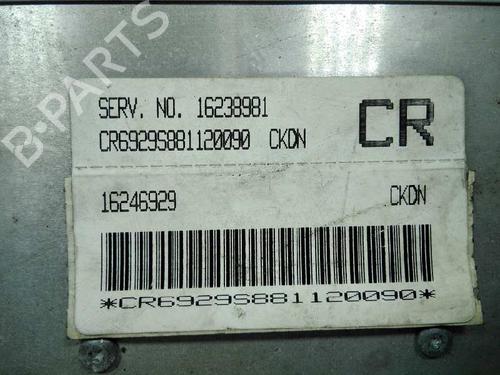 B-PARTS
SERV. NO. 16238981
CR
CR6929S881120090 CKDN
16246929 CKDN
*CR6929S881120090*